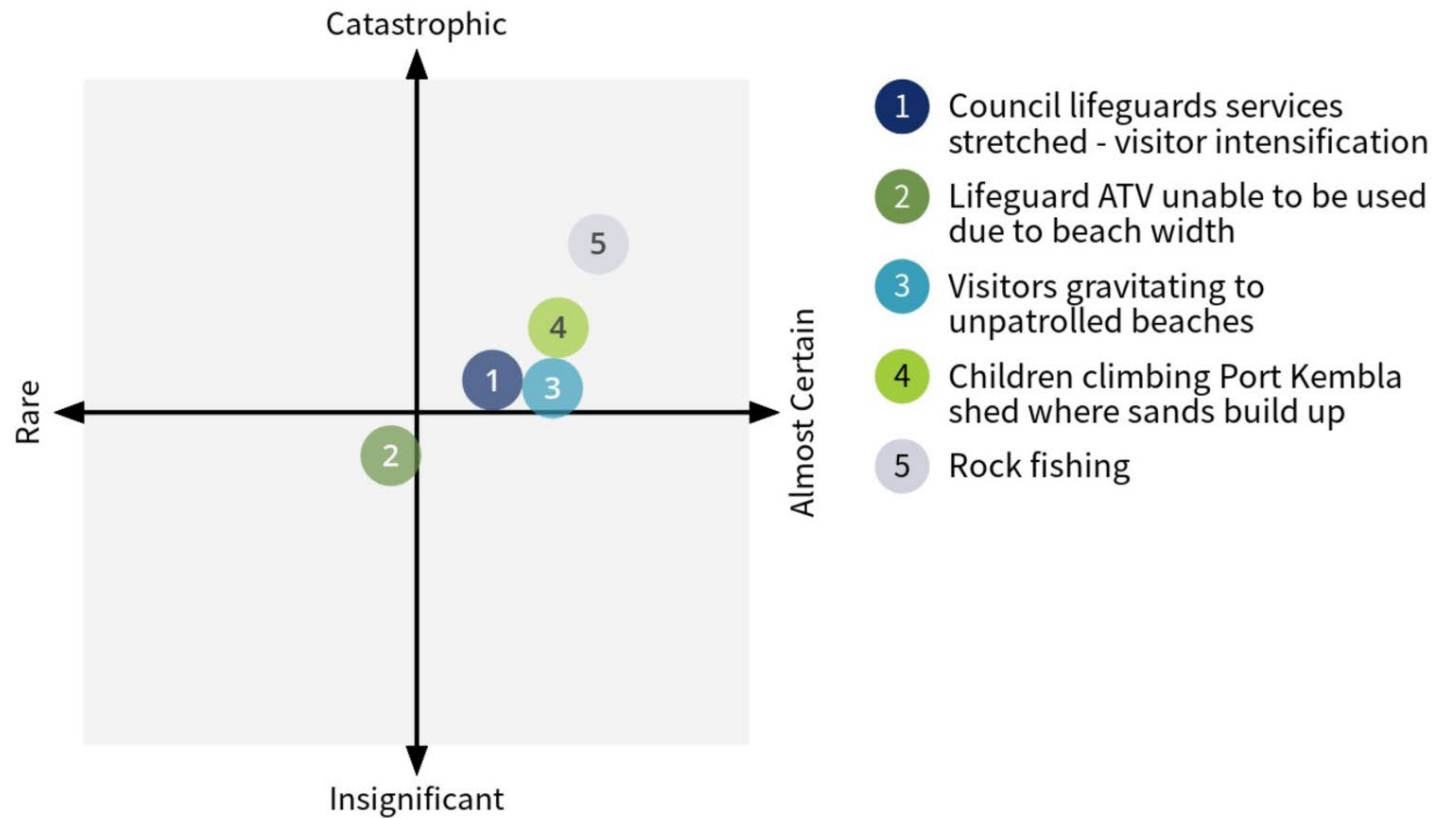 Catastrophic
5
4
1
3
2
Rare
Almost Certain
Insignificant
1
Council lifeguards services
stretched - visitor intensification
2
Lifeguard ATV unable to be used
due to beach width
3
Visitors gravitating to
unpatrolled beaches
4
Children climbing Port Kembla
shed where sands build up
5
Rock fishing